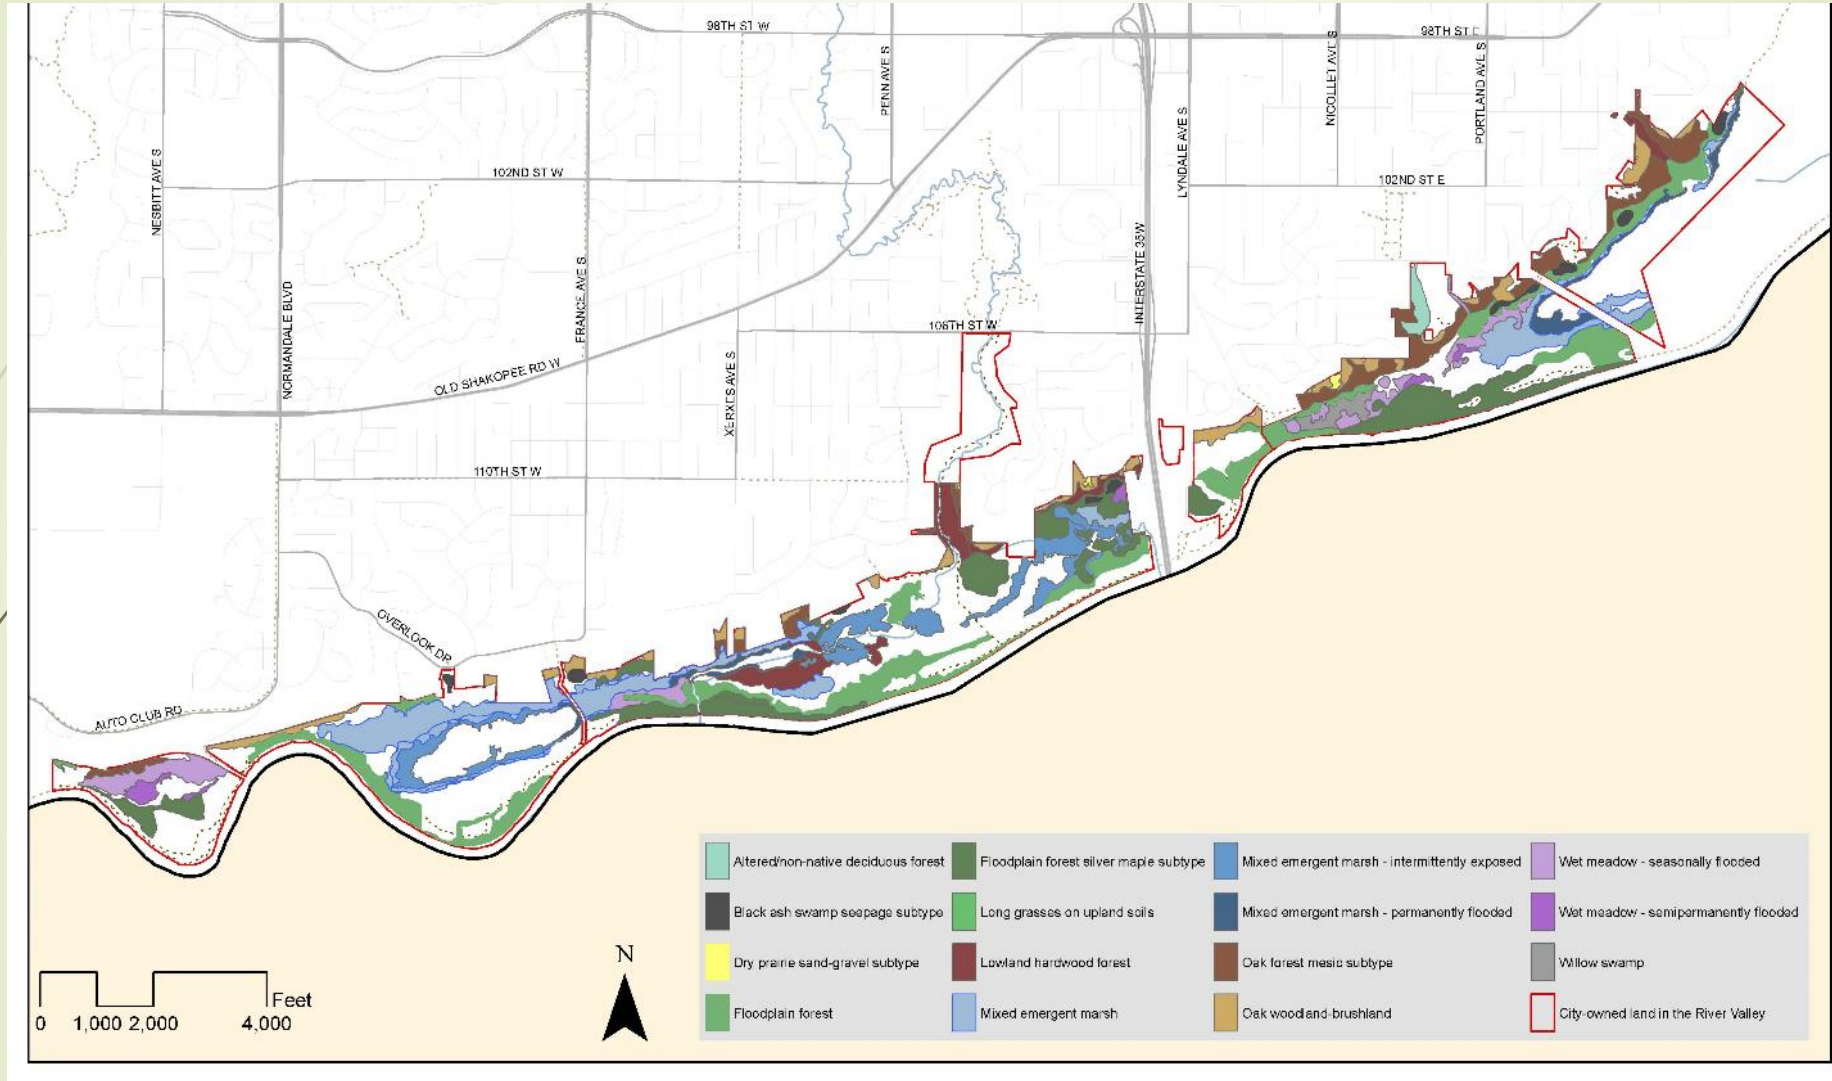 98TH ST W
98TH ST E
PENN AVE S
NICOLLET AVE S
PORTLAND AVE S
NESBITT AVE S
102ND ST W
LYNDALE AVE S
102ND ST E
NORMANDALE BLVD
FRANCE AVE S
INTERSTATE 35W
106TH ST W
OLD SHAKOPEE RD W
XERXES AVE S
110TH ST W
OVERLOCK DR
AUTO CLUB RD
Altered/non-native deciduous forest
Black ash swamp seepage subtype
Dry prairie sand-gravel subtype
Floodplain forest
Floodplain forest silver maple subtype
Long grasses on upland soils
Lowland hardwood forest
Mixed emergent marsh
Mixed emergent marsh - intermittently exposed
Mixed emergent marsh - permanently flooded
Oak forest mesic subtype
Oak woodland-brushland
Wet meadow - seasonally flooded
Wet meadow - semipermanently flooded
Willow swamp
City-owned land in the River Valley
N
Feet
0 1,000 2,000 4,000